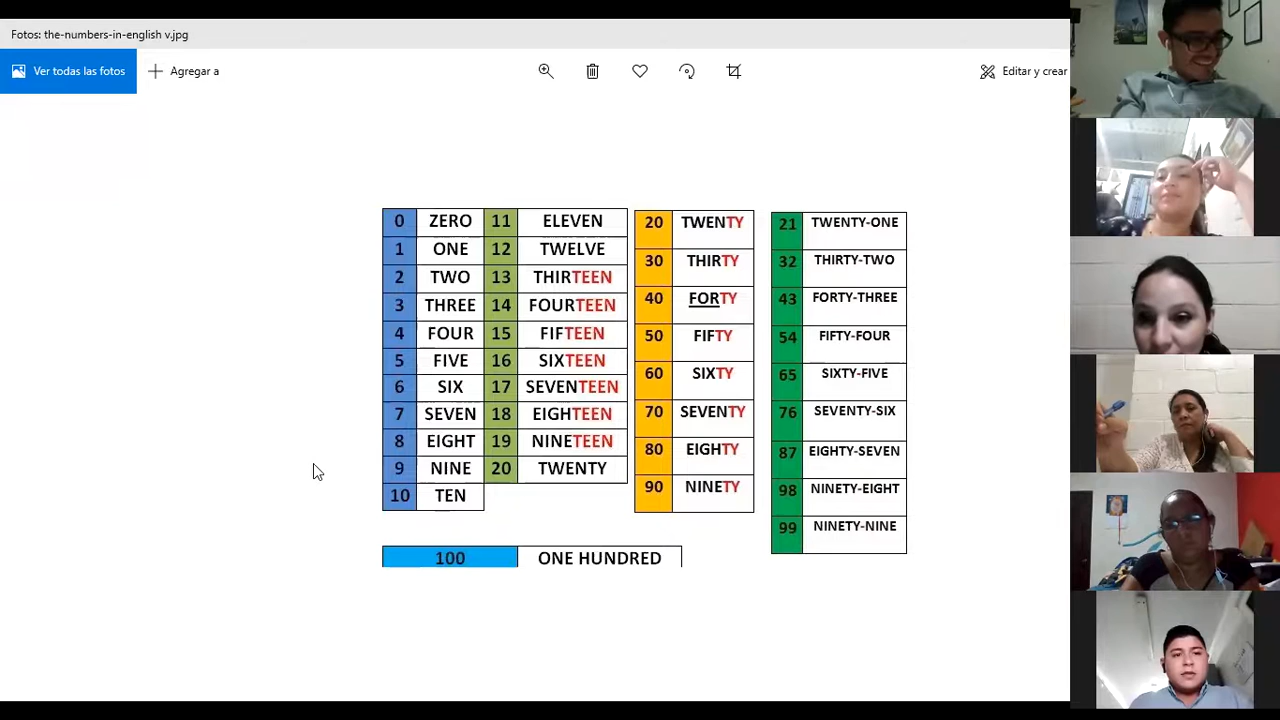 Fotos: the-numbers-in-english v.jpg
Ver todas las fotos
Agregar a
Editar y crear
0 ZERO 11 ELEVEN
1 ONE 12 TWELVE
2 TWO 13 THIRTEEN
3 THREE 14 FOURTEEN
4 FOUR 15 FIFTEEN
5 FIVE 16 SIXTEEN
6 SIX 17 SEVENTEEN
7 SEVEN 18 EIGHTEEN
8 EIGHT 19 NINETEEN
9 NINE 20 TWENTY
10 TEN
20 TWENTY
30 THIRTY
40 FORTY
50 FIFTY
60 SIXTY
70 SEVENTY
80 EIGHTY
90 NINETY
21 TWENTY-ONE
32 THIRTY-TWO
43 FORTY-THREE
54 FIFTY-FOUR
65 SIXTY-FIVE
76 SEVENTY-SIX
87 EIGHTY-SEVEN
98 NINETY-EIGHT
99 NINETY-NINE
100 ONE HUNDRED